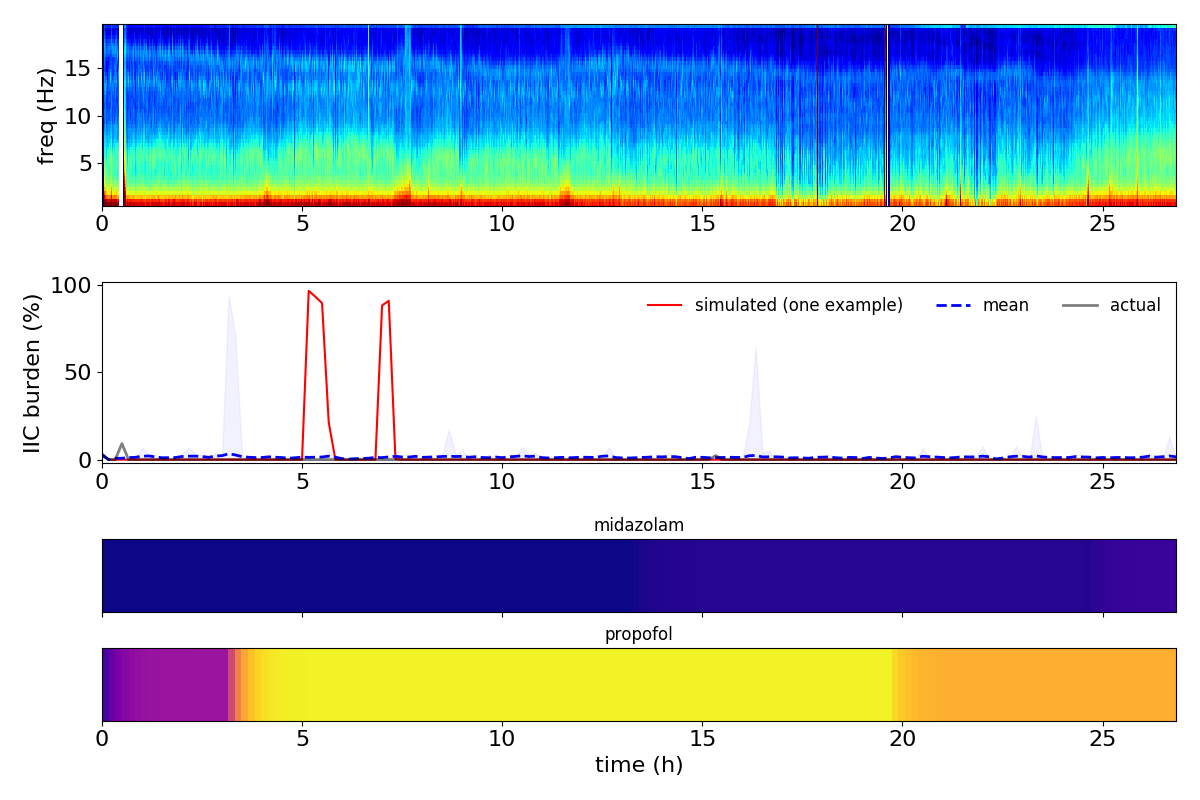 15
10
5
freq (Hz)
0 5 10 15 20 25
100
50
0
IIC burden (%)
simulated (one example) mean actual
0 5 10 15 20 25
midazolam
propofol
0 5 10 15 20 25
time (h)